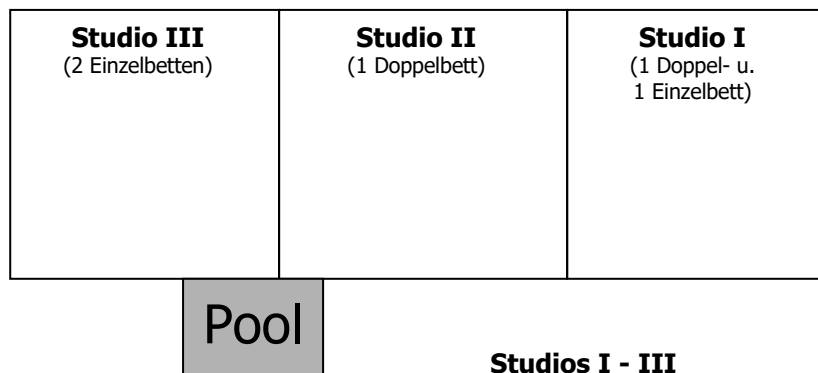 Studio III
(2 Einzelbetten)
Studio II
(1 Doppelbett)
Studio I
(1 Doppel- u.
1 Einzelbett)
Pool
Studios I - III